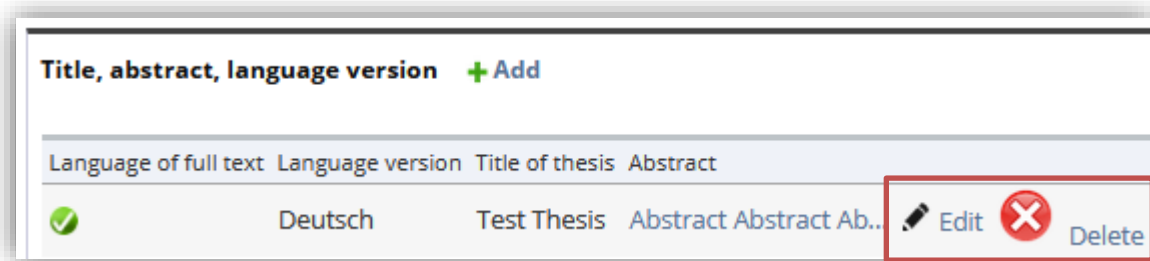 Title, abstract, language version + Add
Language of full text Language version Title of thesis Abstract
Deutsch Test Thesis Abstract Abstract Ab... Edit Delete